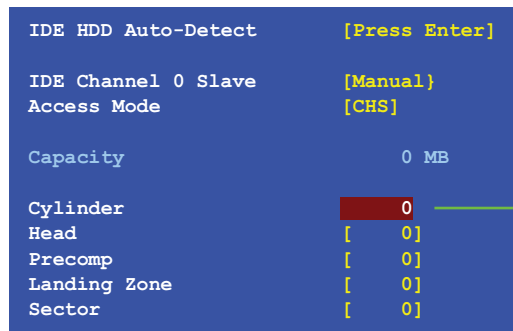 IDE HDD Auto-Detect [Press Enter]
IDE Channel 0 Slave [Manual}
Access Mode [CHS]
Capacity 0 MB
Cylinder 0
Head [ 0]
Precomp [ 0]
Landing Zone [ 0]
Sector [ 0]